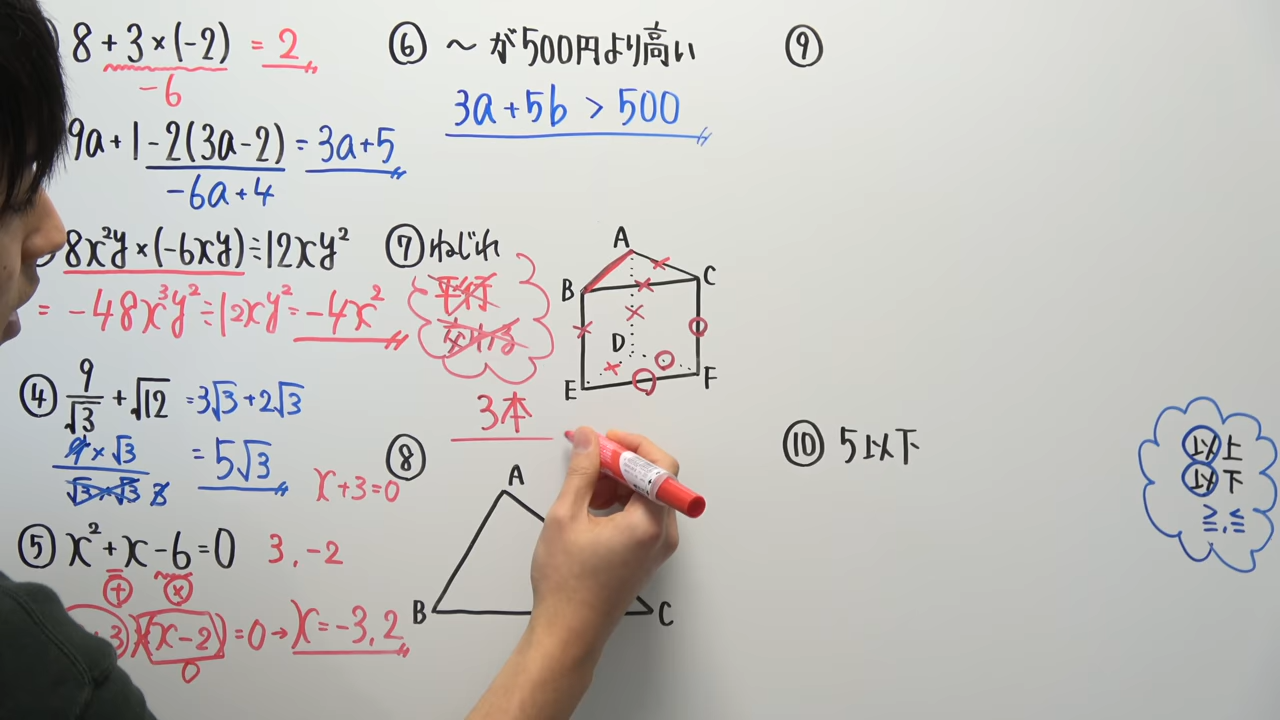 8 + 3 × (-2) = 2
-6
9a + 1 - 2(3a - 2) = 3a + 5
-6a + 4
8x²y × (-6xy) ÷ 12xy²
= -48x³y² ÷ 12xy² = -4x²
④ 9/√3 + √12 = 3√3 + 2√3
9 × √3
√3 × √3 3
= 5√3
x + 3 = 0
⑤ x² + x - 6 = 0 3, -2
+ ×
+3)(x - 2) = 0 → x = -3, 2
0
⑥ ～が500円より高い
3a + 5b > 500
⑦ ねじれ
平行
交わる
3本
A
B
C
D
E
F
⑧
A
B
C
⑨
⑩ 5以下
以上
以下
≧, ≦